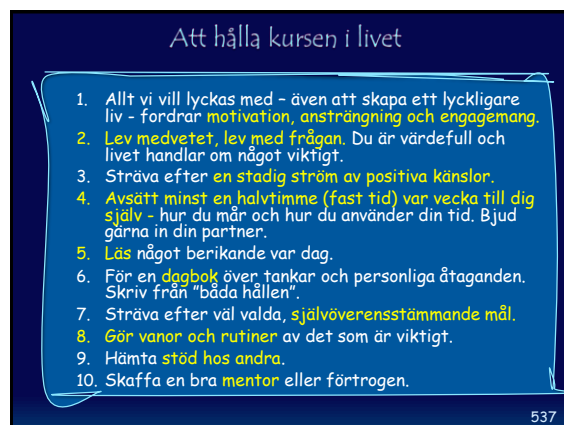 Att hålla kursen i livet
1. Allt vi vill lyckas med – även att skapa ett lyckligare
liv - fordrar motivation, ansträngning och engagemang.
2. Lev medvetet, lev med frågan. Du är värdefull och
livet handlar om något viktigt.
3. Sträva efter en stadig ström av positiva känslor.
4. Avsätt minst en halvtimme (fast tid) var vecka till dig
själv - hur du mår och hur du använder din tid. Bjud
gärna in din partner.
5. Läs något berikande var dag.
6. För en dagbok över tankar och personliga åtaganden.
Skriv från ”båda hållen”.
7. Sträva efter väl valda, självöverensstämmande mål.
8. Gör vanor och rutiner av det som är viktigt.
9. Hämta stöd hos andra.
10. Skaffa en bra mentor eller förtrogen.
537